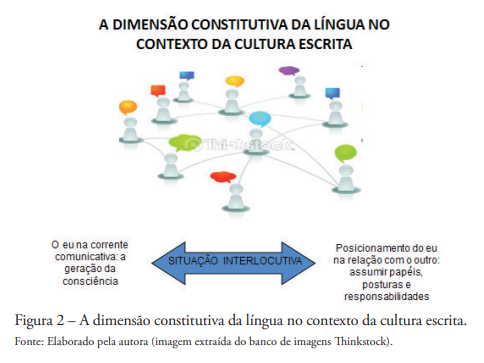 A DIMENSÃO CONSTITUTIVA DA LÍNGUA NO
CONTEXTO DA CULTURA ESCRITA
Thinkstock
O eu na corrente
comunicativa: a
geração da
consciência
SITUAÇÃO INTERLOCUTIVA
Posicionamento do eu
na relação com o outro:
assumir papéis,
posturas e
responsabilidades
Figura 2 – A dimensão constitutiva da língua no contexto da cultura escrita.
Fonte: Elaborado pela autora (imagem extraída do banco de imagens Thinkstock).